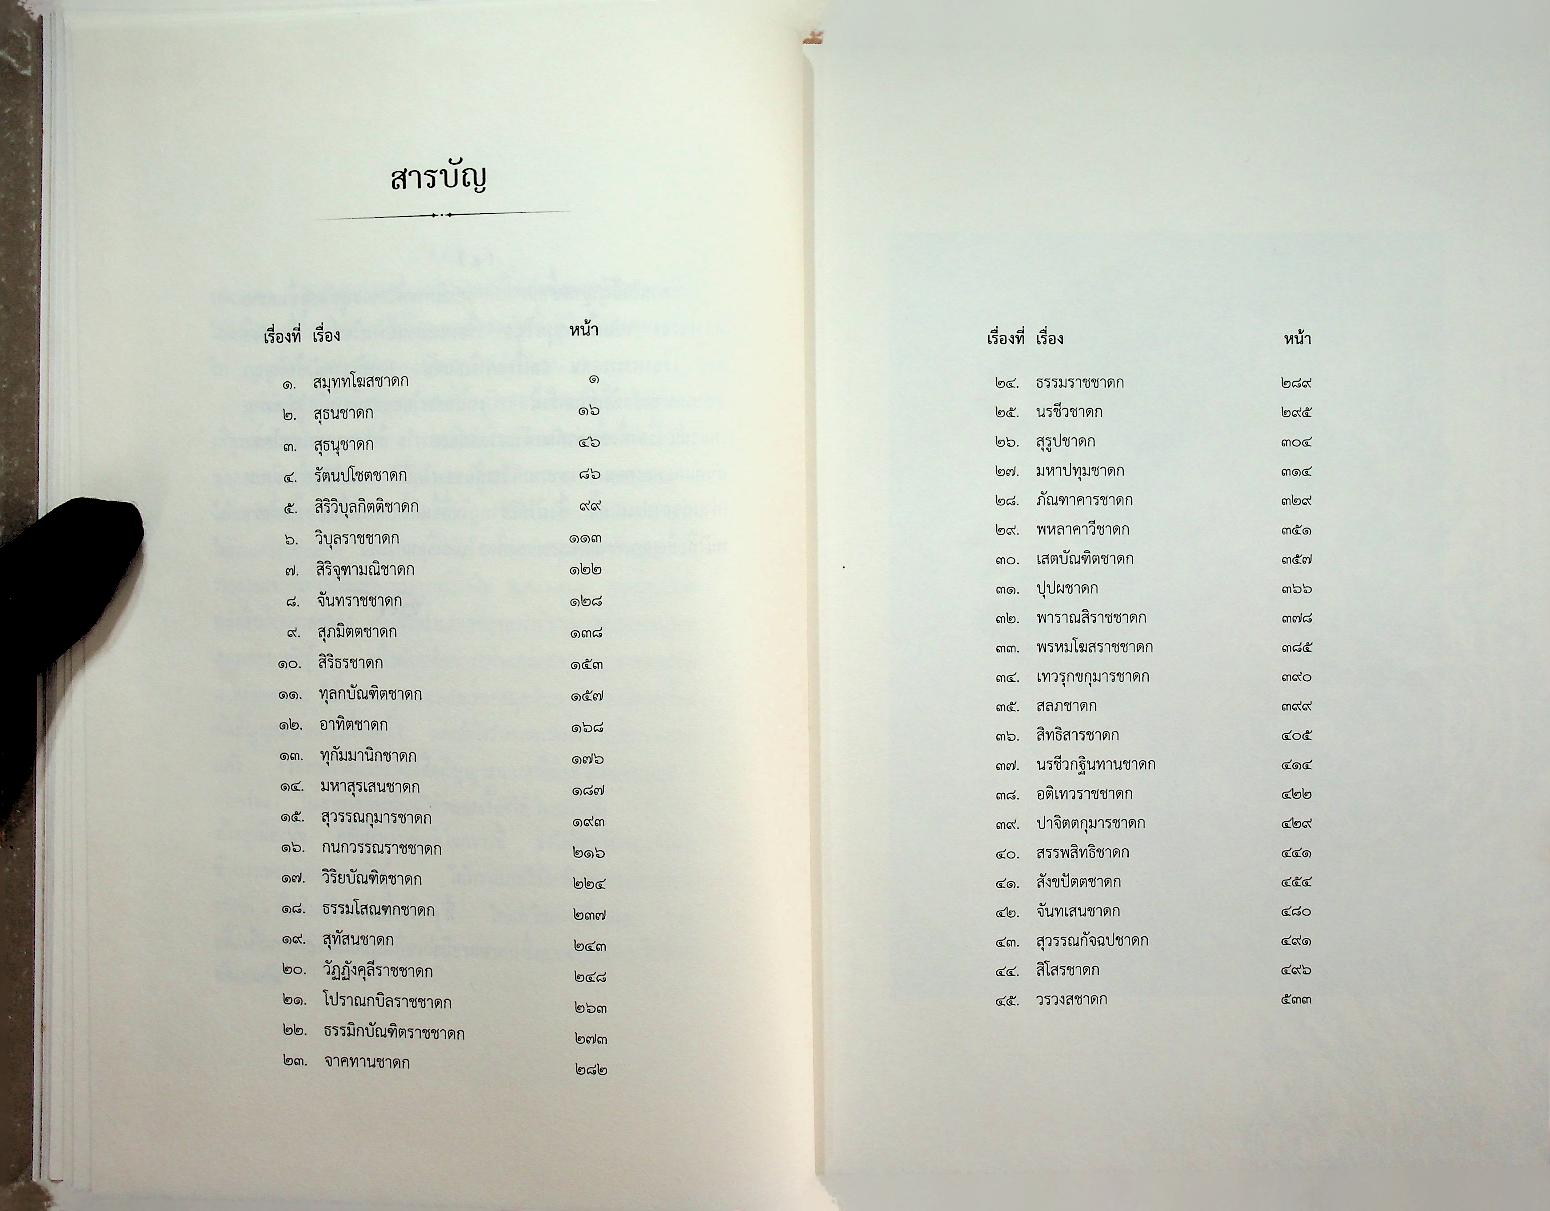 สารบัญ
เรื่องที่ เรื่อง หน้า
๑. สมุททโฆสชาดก ๑
๒. สุธนชาดก ๑๖
๓. สุธนุชาดก ๔๖
๔. รัตนปโชตชาดก ๘๖
๕. สิริวิบุลกิตติชาดก ๙๙
๖. วิบุลราชชาดก ๑๑๓
๗. สิริจุฑามณิชาดก ๑๒๒
๘. จันทราชชาดก ๑๒๘
๙. สุภมิตตชาดก ๑๓๘
๑๐. สิริธรชาดก ๑๕๓
๑๑. ทุลกบัณฑิตชาดก ๑๕๗
๑๒. อาทิตชาดก ๑๖๘
๑๓. ทุกัมมานิกชาดก ๑๗๖
๑๔. มหาสุรเสนชาดก ๑๘๗
๑๕. สุวรรณกุมารชาดก ๑๙๓
๑๖. กนกวรรณราชชาดก ๒๑๖
๑๗. วิริยบัณฑิตชาดก ๒๒๔
๑๘. ธรรมโสณฑกชาดก ๒๓๗
๑๙. สุทัสนชาดก ๒๔๓
๒๐. วัฏฏังคุลีราชชาดก ๒๔๘
๒๑. โปราณกบิลราชชาดก ๒๖๓
๒๒. ธรรมิกบัณฑิตราชชาดก ๒๗๓
๒๓. จาคทานชาดก ๒๘๒
เรื่องที่ เรื่อง หน้า
๒๔. ธรรมราชชาดก ๒๘๙
๒๕. นรชีวชาดก ๒๙๕
๒๖. สุรูปชาดก ๓๐๔
๒๗. มหาปทุมชาดก ๓๑๔
๒๘. ภัณฑาคารชาดก ๓๒๙
๒๙. พหลาคาวีชาดก ๓๕๑
๓๐. เสตบัณฑิตชาดก ๓๕๗
๓๑. ปุปผชาดก ๓๖๖
๓๒. พาราณสิราชชาดก ๓๗๘
๓๓. พรหมโฆสราชชาดก ๓๘๕
๓๔. เทวรุกขกุมารชาดก ๓๙๐
๓๕. สลภชาดก ๓๙๙
๓๖. สิทธิสารชาดก ๔๐๕
๓๗. นรชีวกฐินทานชาดก ๔๑๔
๓๘. อติเทวราชชาดก ๔๒๒
๓๙. ปาจิตตกุมารชาดก ๔๒๙
๔๐. สรรพสิทธิชาดก ๔๔๑
๔๑. สังขปัตตชาดก ๔๕๔
๔๒. จันทเสนชาดก ๔๘๐
๔๓. สุวรรณกัจฉปชาดก ๔๙๑
๔๔. สิโสรชาดก ๔๙๖
๔๕. วรวงสชาดก ๕๓๓